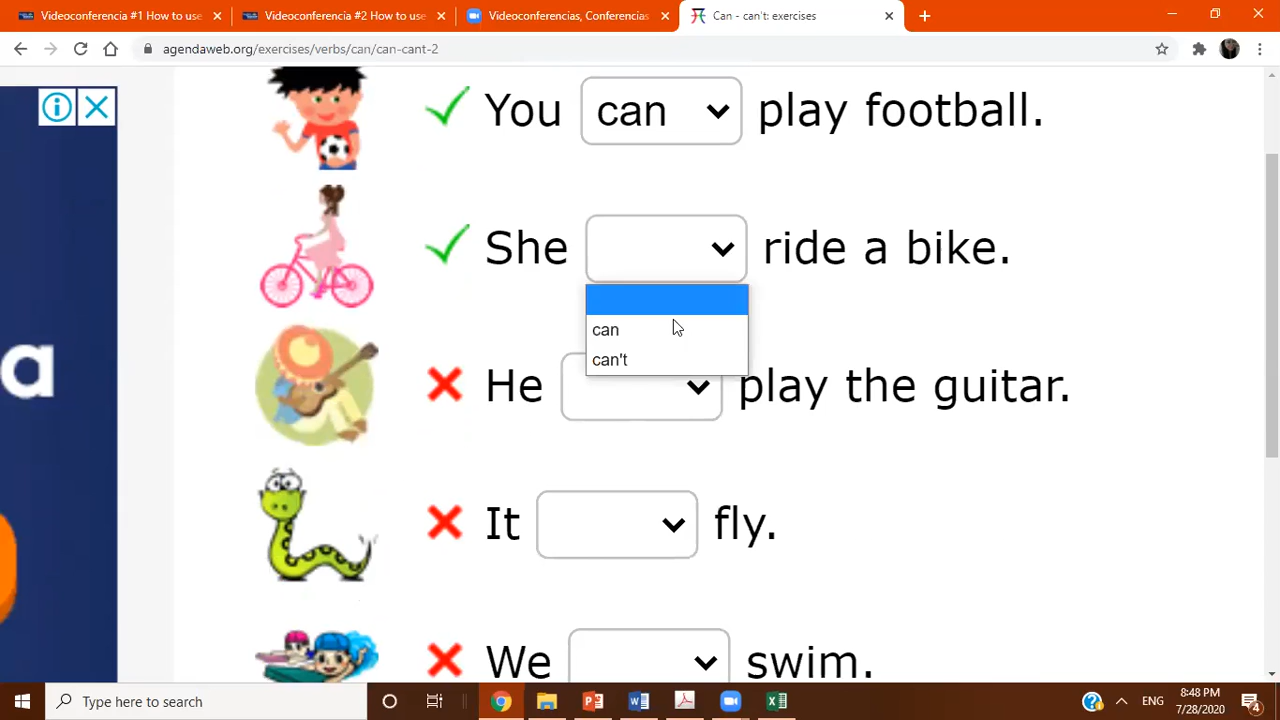 Videoconferencia #1 How to use
Videoconferencia #2 How to use
Videoconferencias, Conferencias
Can - can't: exercises
agendaweb.org/exercises/verbs/can/can-cant-2
You can play football.
She ride a bike.
can
can't
He play the guitar.
a
It fly.
We swim.
Type here to search
ENG
8:48 PM
7/28/2020
4